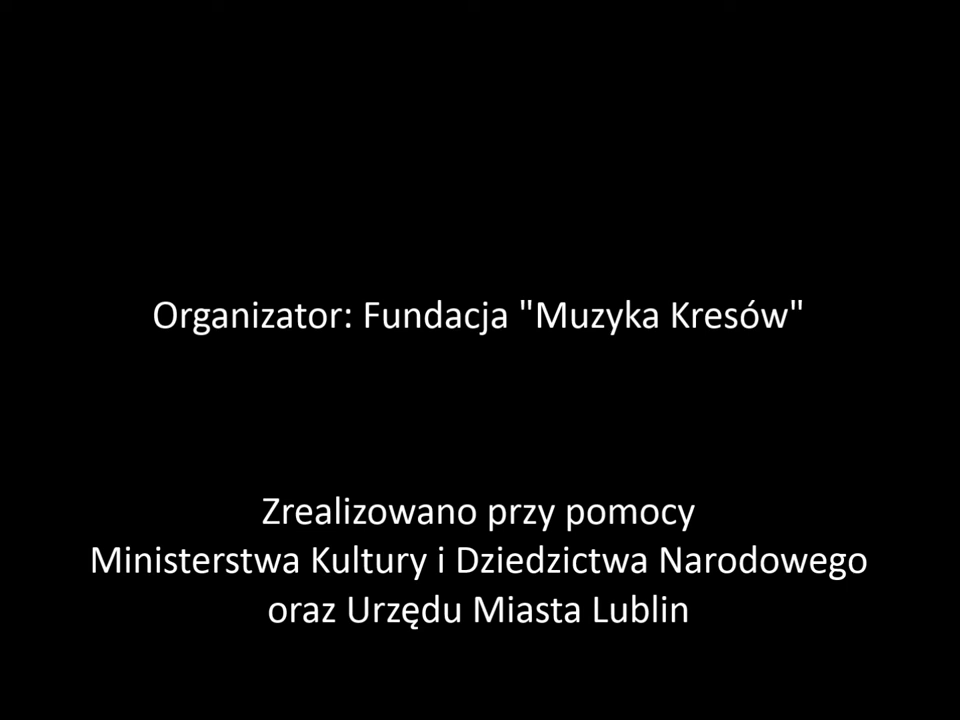 Organizator: Fundacja "Muzyka Kresów"
Zrealizowano przy pomocy
Ministerstwa Kultury i Dziedzictwa Narodowego
oraz Urzędu Miasta Lublin